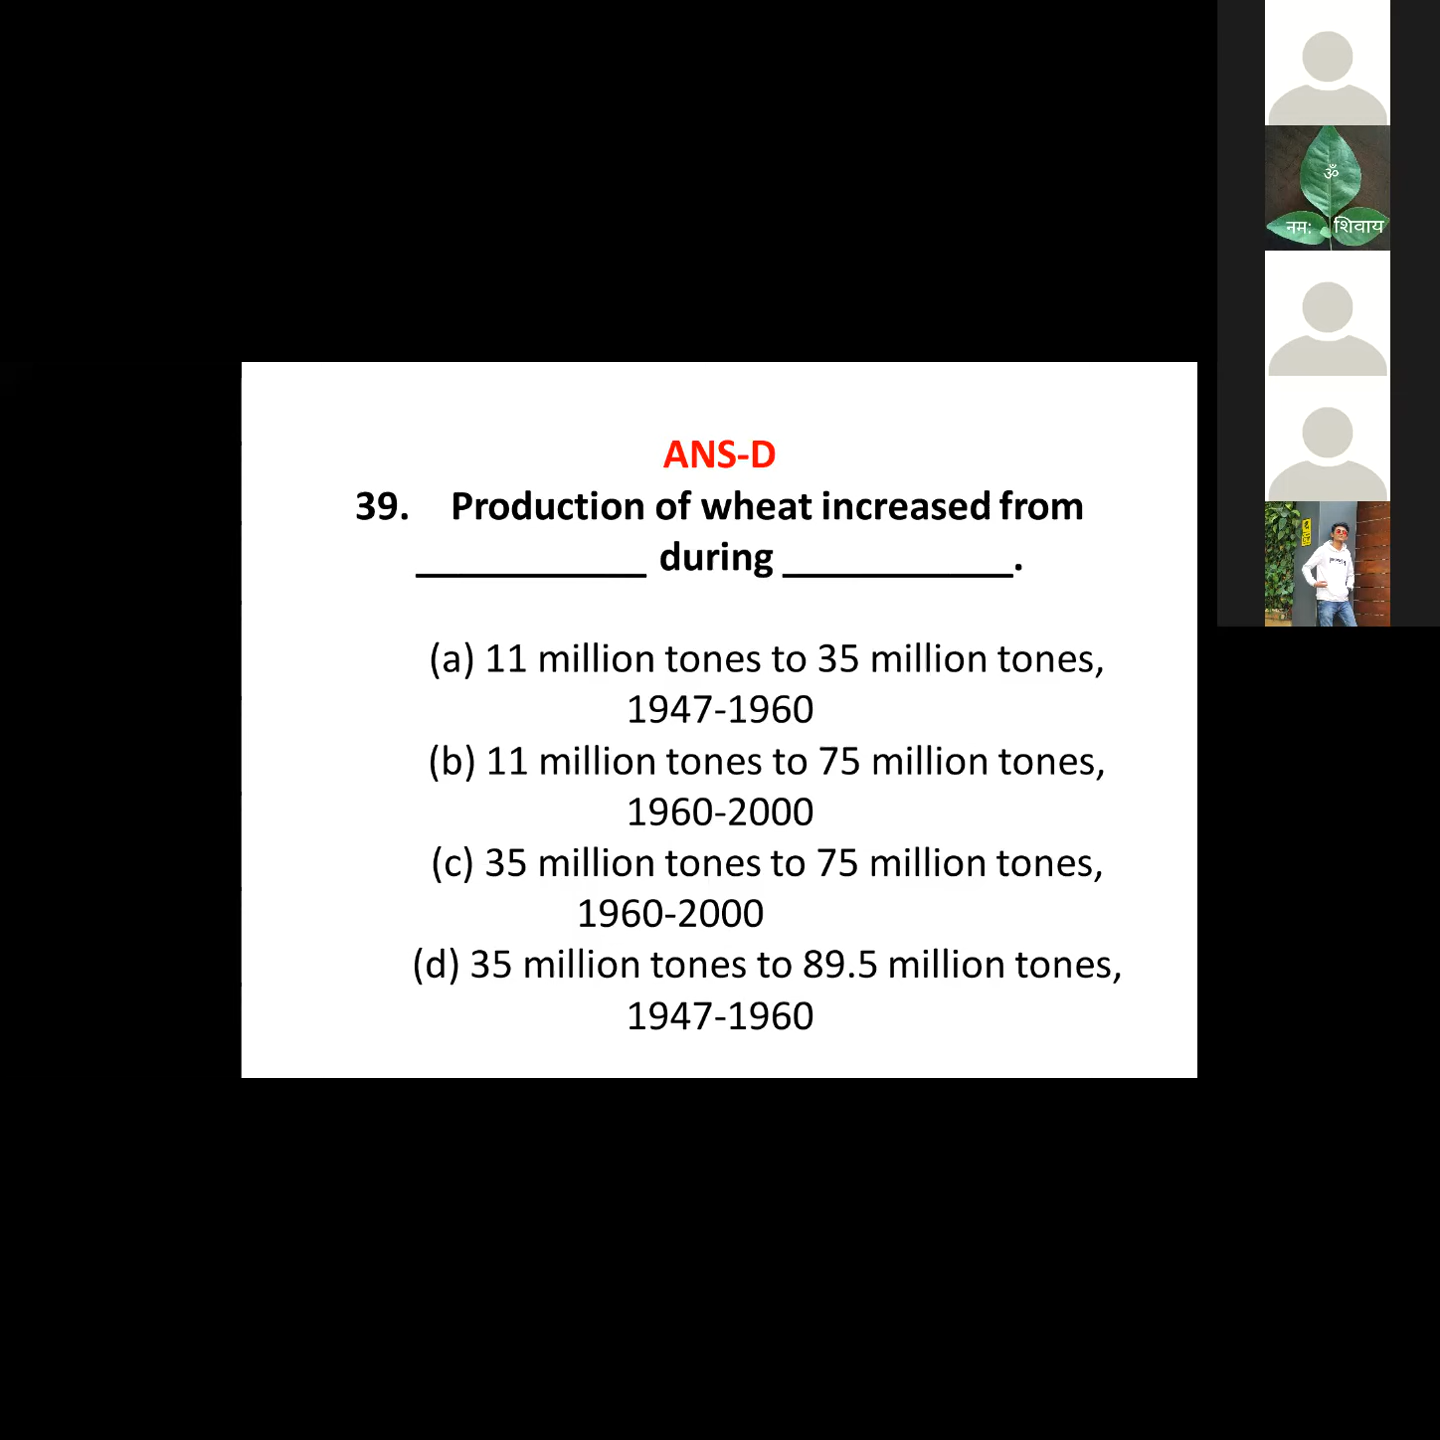 ANS-D
39. Production of wheat increased from
___________ during ___________.
(a) 11 million tones to 35 million tones,
1947-1960
(b) 11 million tones to 75 million tones,
1960-2000
(c) 35 million tones to 75 million tones,
1960-2000
(d) 35 million tones to 89.5 million tones,
1947-1960
ॐ
नम: शिवाय